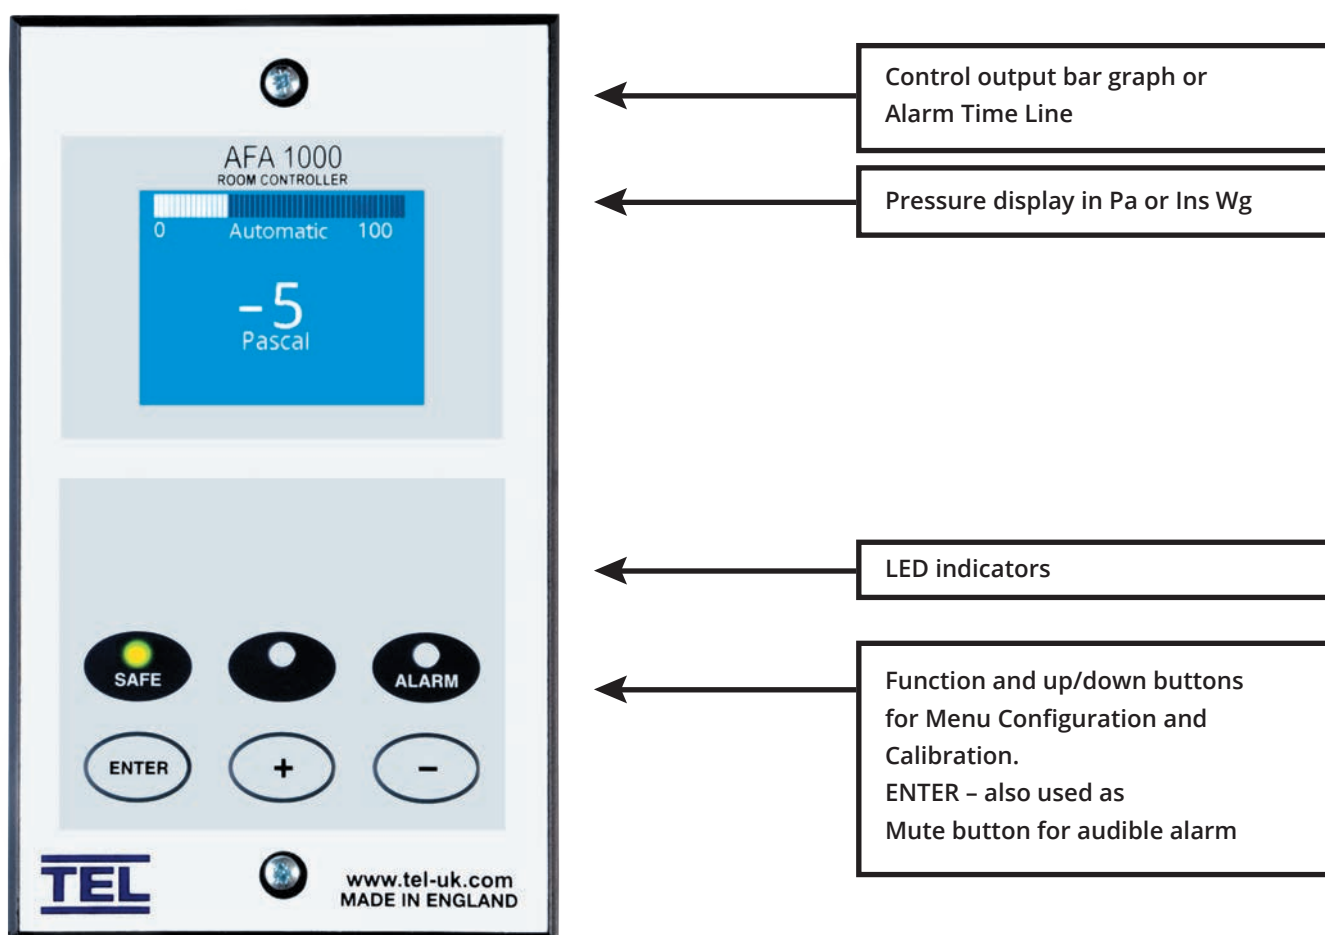 AFA 1000
ROOM CONTROLLER
0 Automatic 100
-5
Pascal
SAFE
ALARM
ENTER
+
-
TEL
www.tel-uk.com
MADE IN ENGLAND
Control output bar graph or
Alarm Time Line
Pressure display in Pa or Ins Wg
LED indicators
Function and up/down buttons
for Menu Configuration and
Calibration.
ENTER – also used as
Mute button for audible alarm